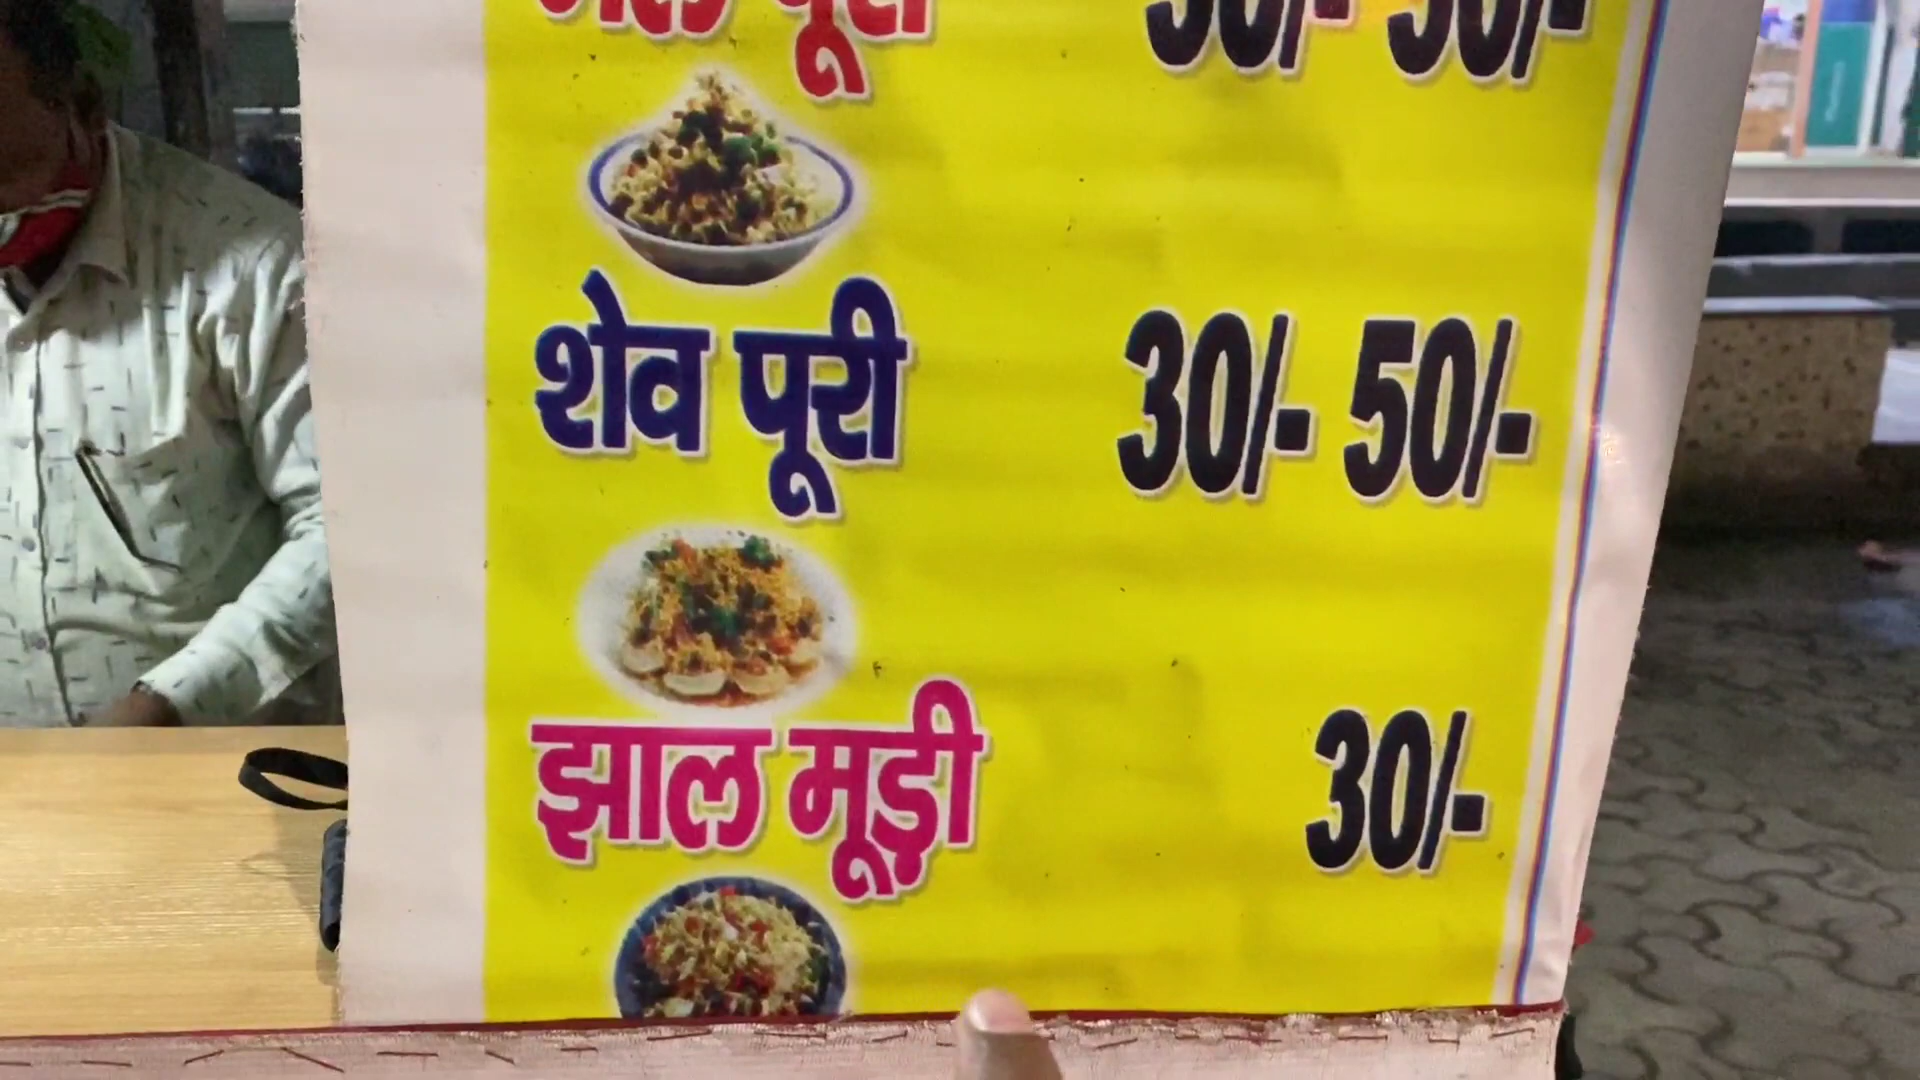 पूरी 30/- 50/-
शेव पूरी 30/- 50/-
झाल मूड़ी 30/-